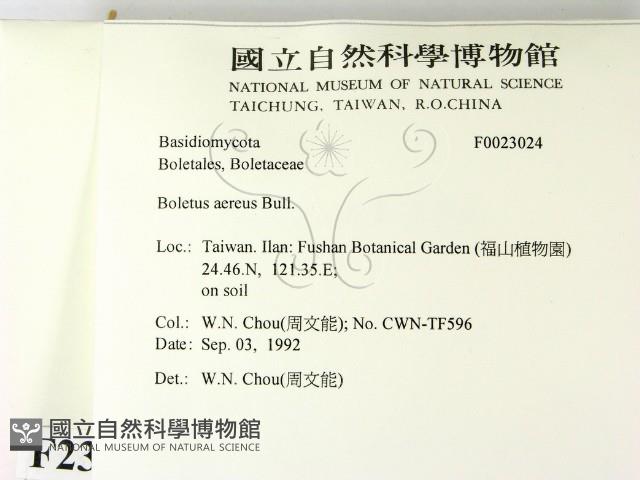 國立自然科學博物館
NATIONAL MUSEUM OF NATURAL SCIENCE
TAICHUNG, TAIWAN, R.O.CHINA
Basidiomycota F0023024
Boletales, Boletaceae
Boletus aereus Bull.
Loc.: Taiwan. Ilan: Fushan Botanical Garden (福山植物園)
24.46.N, 121.35.E;
on soil
Col.: W.N. Chou(周文能); No. CWN-TF596
Date: Sep. 03, 1992
Det.: W.N. Chou(周文能)
國立自然科學博物館
NATIONAL MUSEUM OF NATURAL SCIENCE
F23